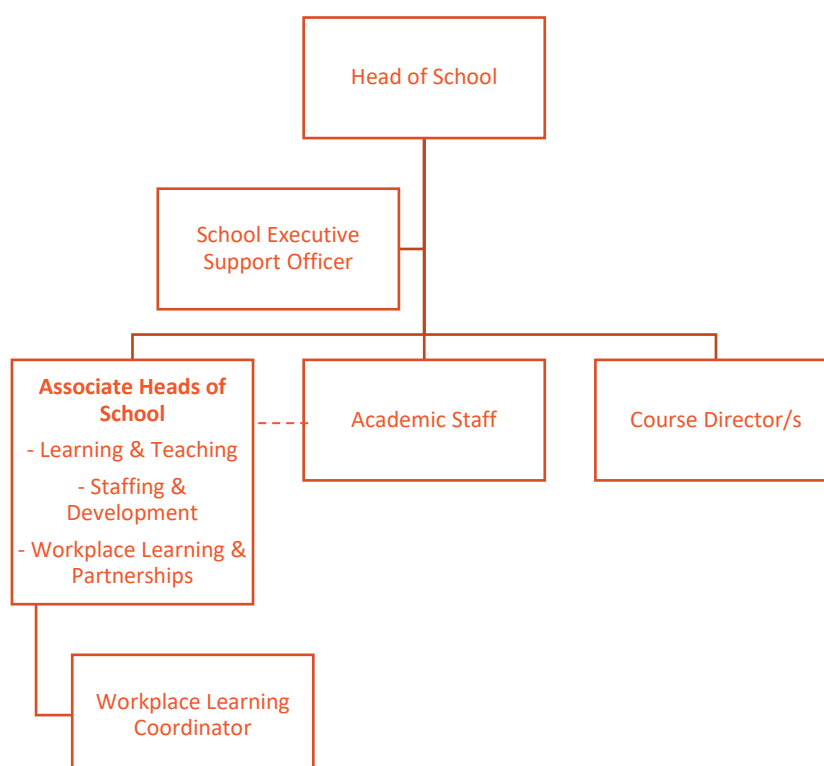 Head of School
School Executive
Support Officer
Associate Heads of
School
- Learning & Teaching
- Staffing &
Development
- Workplace Learning &
Partnerships
Academic Staff
Course Director/s
Workplace Learning
Coordinator